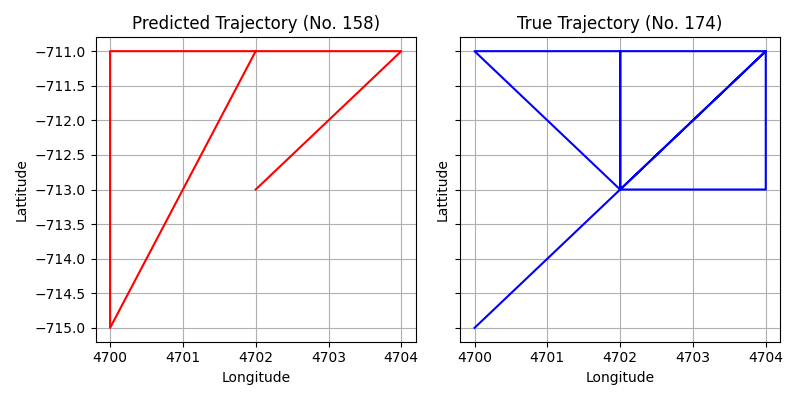 Predicted Trajectory (No. 158)
True Trajectory (No. 174)
−711.0
−711.5
−712.0
−712.5
−713.0
−713.5
−714.0
−714.5
−715.0
Lattitude
4700 4701 4702 4703 4704
Longitude
Lattitude
4700 4701 4702 4703 4704
Longitude